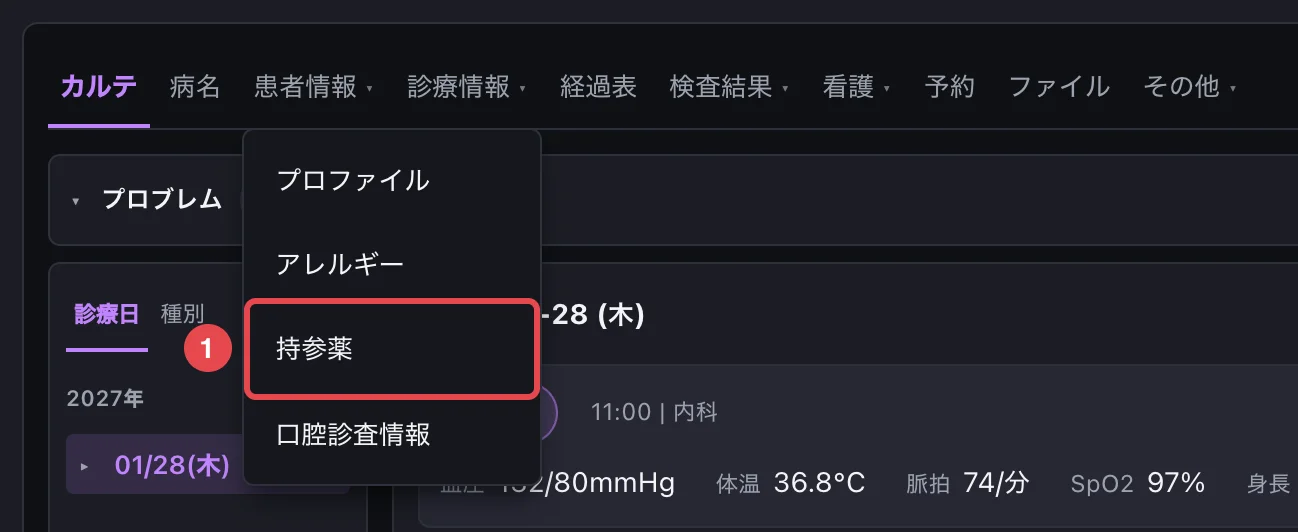 カルテ 病名 患者情報 診療情報 経過表 検査結果 看護 予約 ファイル その他
プロブレム
プロファイル
アレルギー
持参薬
口腔診査情報
診療日 種別
1
2027年
01/28(木)
-28 (木)
11:00 | 内科
/80mmHg 体温 36.8°C 脈拍 74/分 SpO2 97% 身長